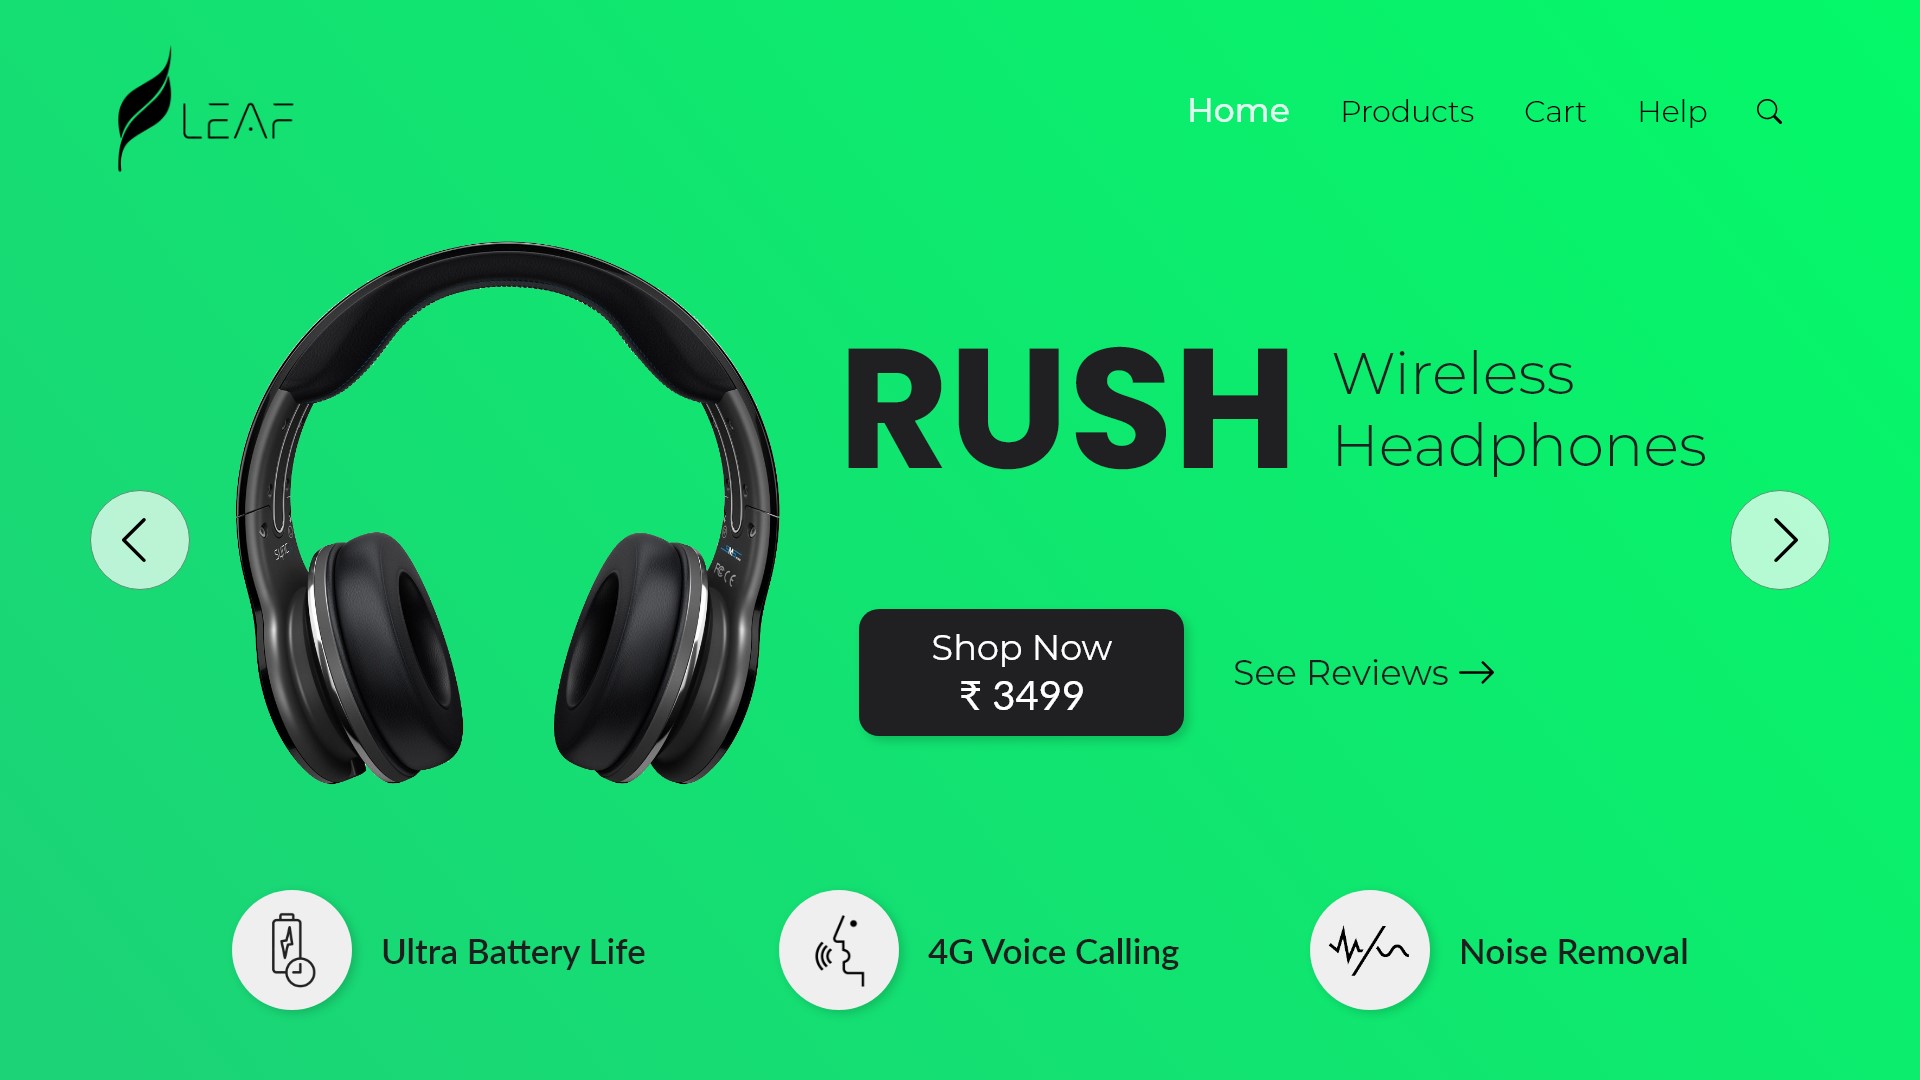 LEAF
Home Products Cart Help
RUSH
Wireless
Headphones
Shop Now
₹ 3499
See Reviews
Ultra Battery Life
4G Voice Calling
Noise Removal